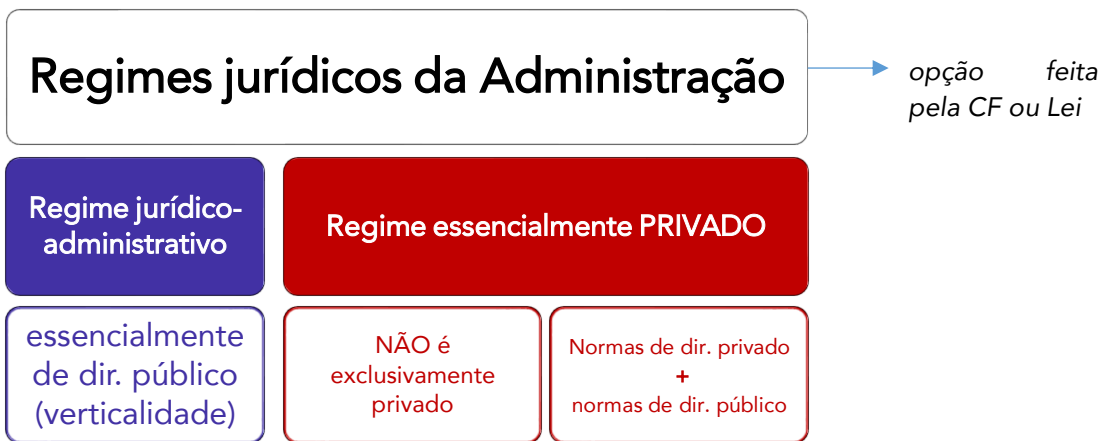 Regimes jurídicos da Administração
opção feita
pela CF ou Lei
Regime jurídico-
administrativo
Regime essencialmente PRIVADO
essencialmente
de dir. público
(verticalidade)
NÃO é
exclusivamente
privado
Normas de dir. privado
+
normas de dir. público